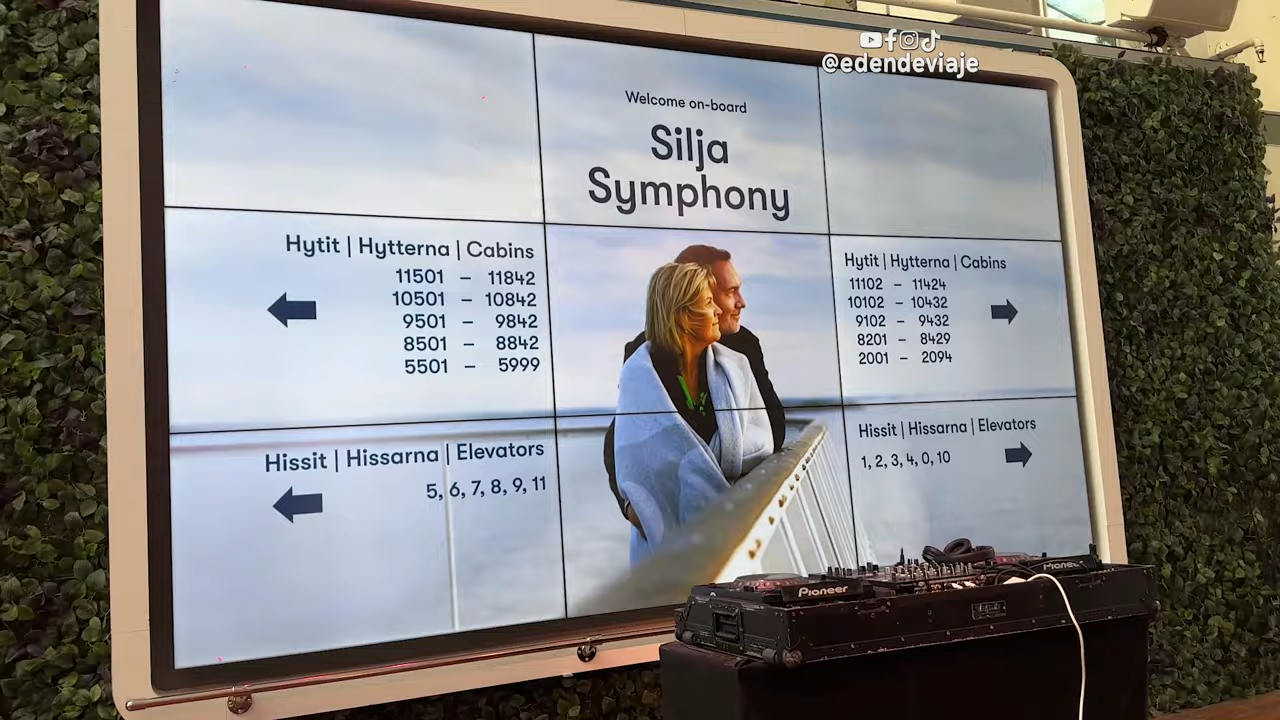 @edendeviaje
Welcome on-board
Silja
Symphony
Hytit | Hytterna | Cabins
11501 – 11842
10501 – 10842
9501 – 9842
8501 – 8842
5501 – 5999
Hissit | Hissarna | Elevators
5, 6, 7, 8, 9, 11
Hytit | Hytterna | Cabins
11102 – 11424
10102 – 10432
9102 – 9432
8201 – 8429
2001 – 2094
Hissit | Hissarna | Elevators
1, 2, 3, 4, 0, 10
Pioneer
Pioneer